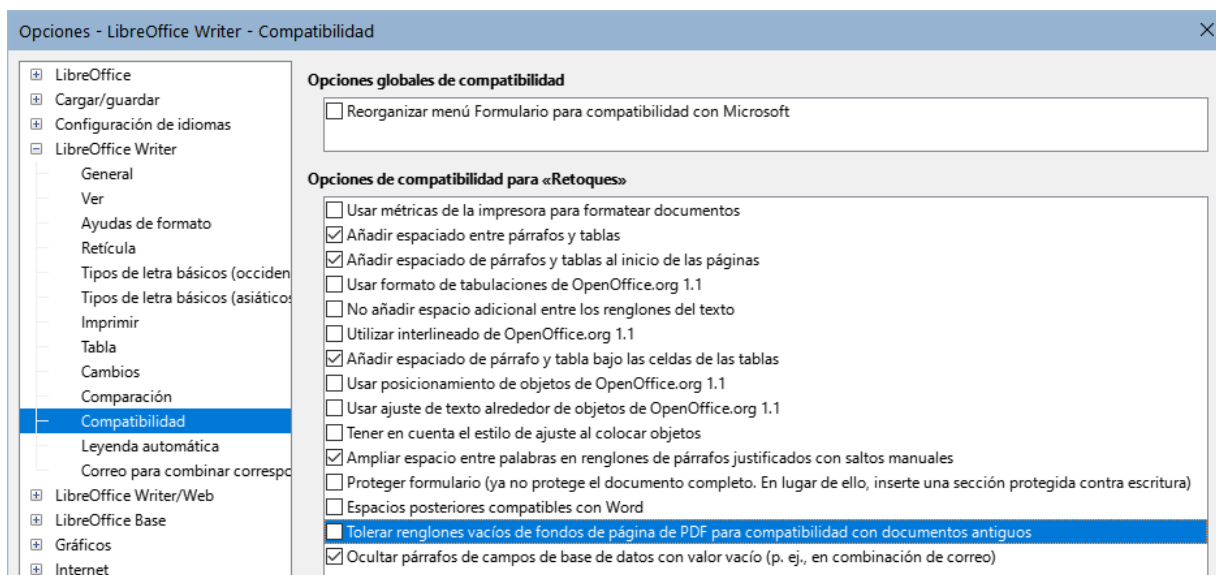 Opciones - LibreOffice Writer - Compatibilidad
LibreOffice
Cargar/guardar
Configuración de idiomas
LibreOffice Writer
General
Ver
Ayudas de formato
Retícula
Tipos de letra básicos (occiden
Tipos de letra básicos (asiáticos
Imprimir
Tabla
Cambios
Comparación
Compatibilidad
Leyenda automática
Correo para combinar correspo
LibreOffice Writer/Web
LibreOffice Base
Gráficos
Internet
Opciones globales de compatibilidad
Reorganizar menú Formulario para compatibilidad con Microsoft
Opciones de compatibilidad para «Retoques»
Usar métricas de la impresora para formatear documentos
Añadir espaciado entre párrafos y tablas
Añadir espaciado de párrafos y tablas al inicio de las páginas
Usar formato de tabulaciones de OpenOffice.org 1.1
No añadir espacio adicional entre los renglones del texto
Utilizar interlineado de OpenOffice.org 1.1
Añadir espaciado de párrafo y tabla bajo las celdas de las tablas
Usar posicionamiento de objetos de OpenOffice.org 1.1
Usar ajuste de texto alrededor de objetos de OpenOffice.org 1.1
Tener en cuenta el estilo de ajuste al colocar objetos
Ampliar espacio entre palabras en renglones de párrafos justificados con saltos manuales
Proteger formulario (ya no protege el documento completo. En lugar de ello, inserte una sección protegida contra escritura)
Espacios posteriores compatibles con Word
Tolerar renglones vacíos de fondos de página de PDF para compatibilidad con documentos antiguos
Ocultar párrafos de campos de base de datos con valor vacío (p. ej., en combinación de correo)